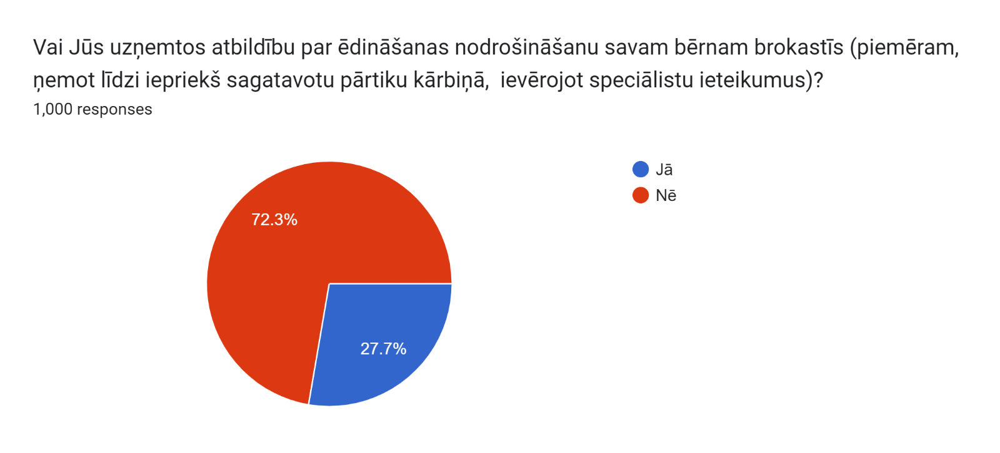 Vai Jūs uzņemtos atbildību par ēdināšanas nodrošināšanu savam bērnam brokastīs (piemēram,
ņemot līdzi iepriekš sagatavotu pārtiku kārbiņā,  ievērojot speciālistu ieteikumus)?
1,000 responses
Jā
Nē
72.3%
27.7%